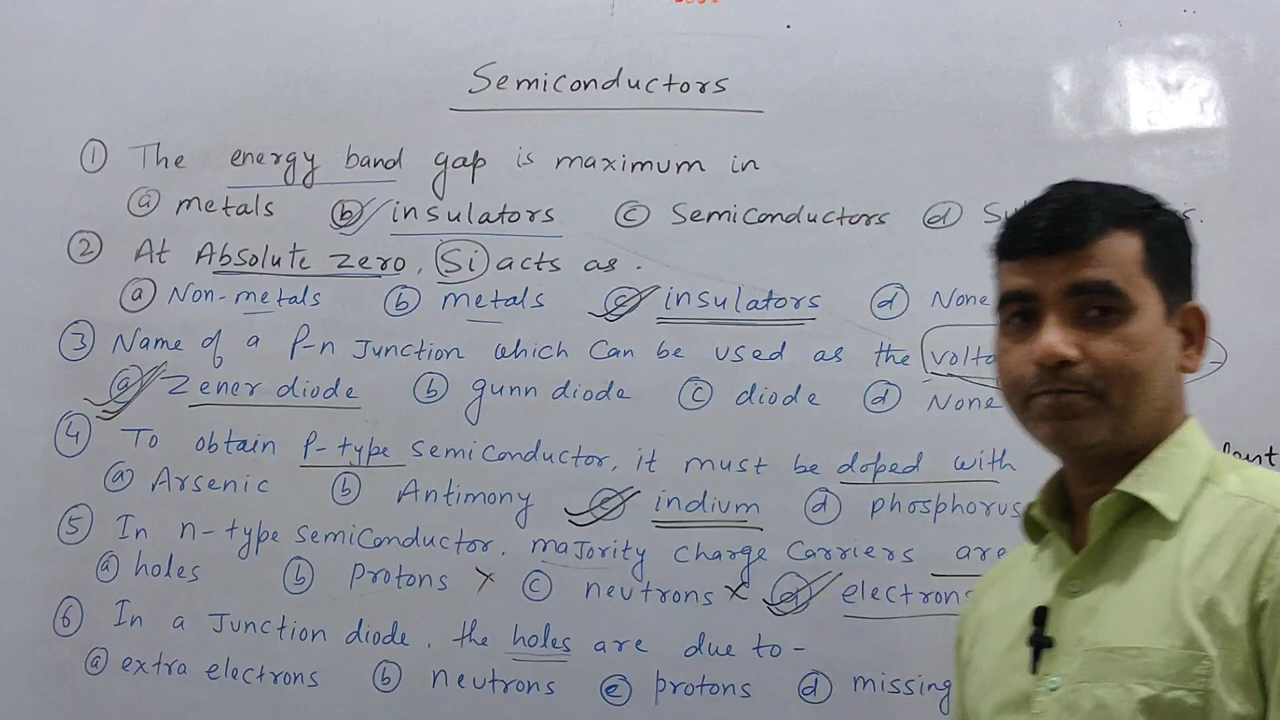 Semiconductors
① The energy band gap is maximum in
ⓐ metals ⓑ insulators ⓒ Semiconductors ⓓ
② At Absolute Zero, Si acts as.
ⓐ Non-metals ⓑ metals ⓒ insulators ⓓ None
③ Name of a P-n Junction which Can be used as the
ⓐ Zener diode ⓑ gunn diode ⓒ diode ⓓ None
④ To obtain P-type semiconductor, it must be doped with
ⓐ Arsenic ⓑ Antimony ⓒ indium ⓓ phosphorus
⑤ In n-type semiconductor, majority charge Carriers are
ⓐ holes ⓑ Protons ⓒ neutrons ⓓ electrons
⑥ In a Junction diode, the holes are due to-
ⓐ extra electrons ⓑ neutrons ⓒ protons ⓓ missing